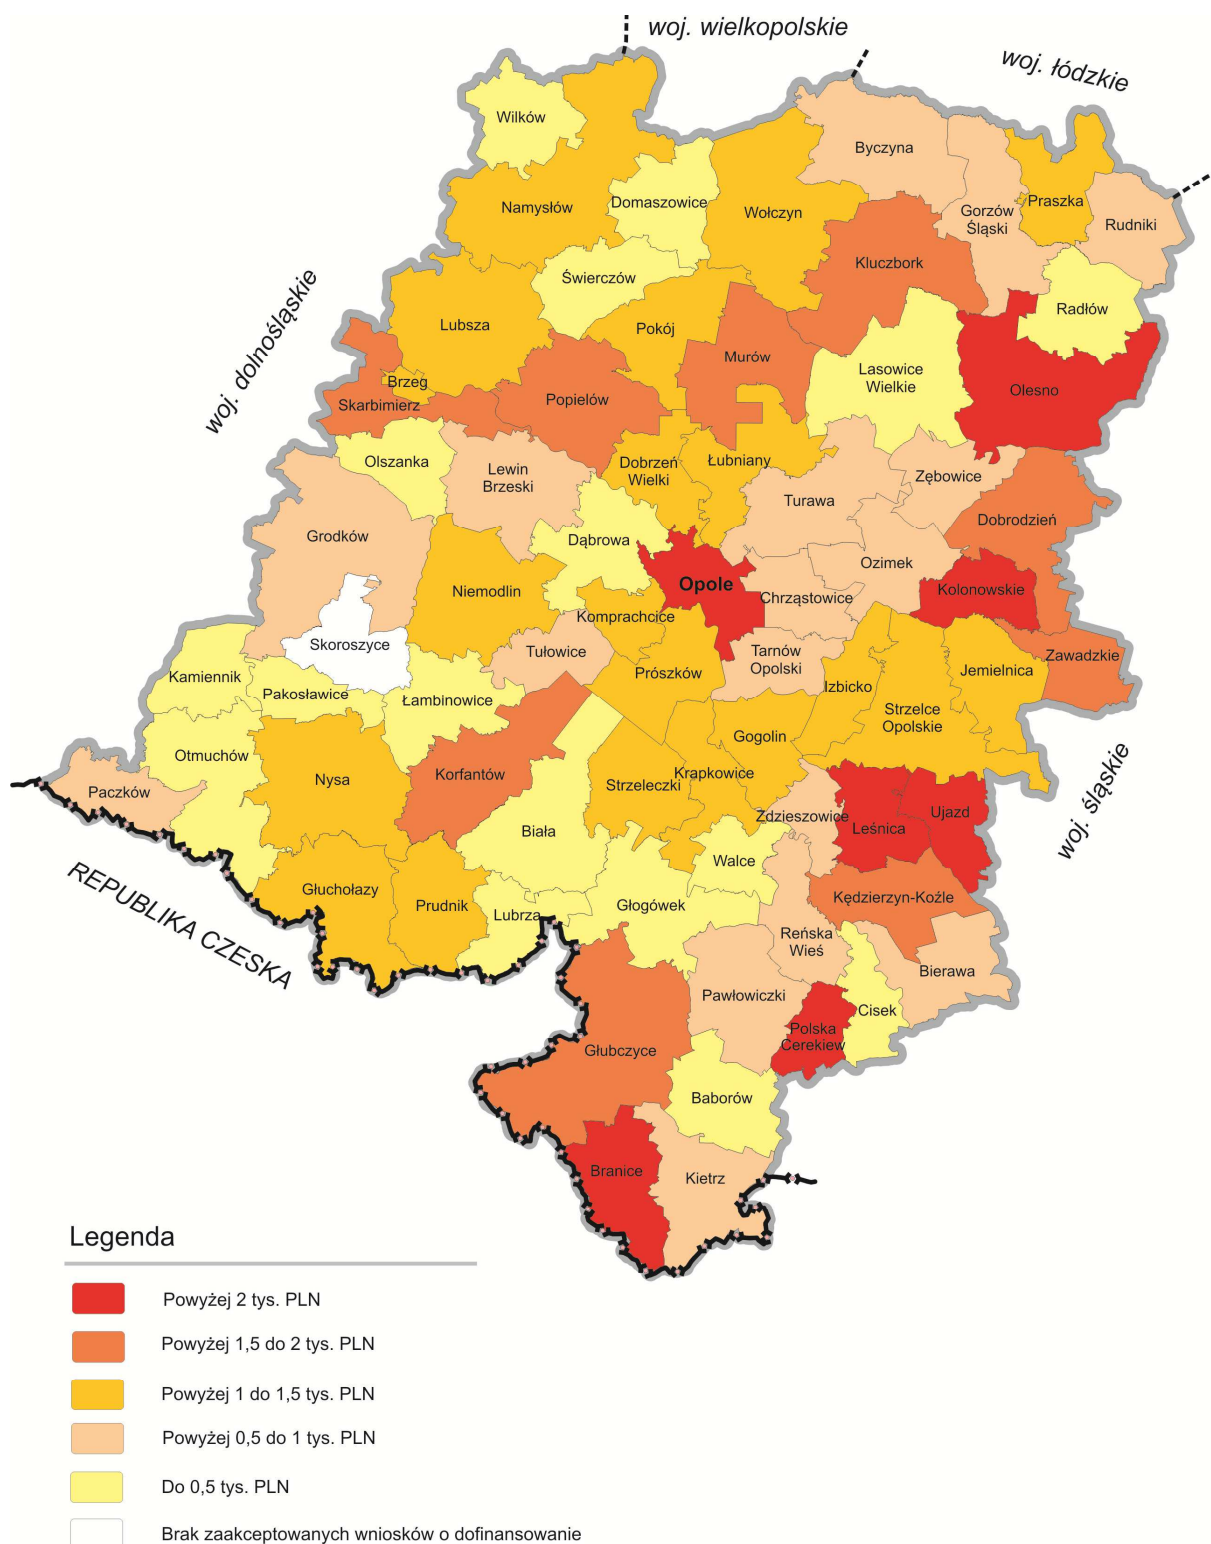 woj. wielkopolskie
woj. łódzkie
Wilków
Byczyna
Namysłów
Domaszowice
Wołczyn
Gorzów
Śląski
Praszka
Rudniki
Świerczów
Kluczbork
Radłów
woj. dolnośląskie
Lubsza
Pokój
Murów
Lasowice
Wielkie
Olesno
Brzeg
Skarbimierz
Popielów
Olszanka
Lewin
Brzeski
Dobrzeń
Wielki
Łubniany
Turawa
Zębowice
Dobrodzień
Grodków
Dąbrowa
Ozimek
Niemodlin
Opole
Chrząstowice
Kolonowskie
Komprachcice
Skoroszyce
Tułowice
Tarnów
Opolski
Zawadzkie
Kamiennik
Pakosławice
Łambinowice
Prószków
Izbicko
Jemielnica
Strzelce
Opolskie
Otmuchów
Gogolin
Nysa
Korfantów
Strzeleczki
Krapkowice
Paczków
woj. śląskie
Zdzieszowice
Leśnica
Ujazd
Biała
Walce
REPUBLIKA CZESKA
Głuchołazy
Prudnik
Lubrza
Głogówek
Kędzierzyn-Koźle
Reńska
Wieś
Bierawa
Pawłowiczki
Cisek
Polska
Cerekiew
Głubczyce
Baborów
Branice
Kietrz
Legenda
Powyżej 2 tys. PLN
Powyżej 1,5 do 2 tys. PLN
Powyżej 1 do 1,5 tys. PLN
Powyżej 0,5 do 1 tys. PLN
Do 0,5 tys. PLN
Brak zaakceptowanych wniosków o dofinansowanie